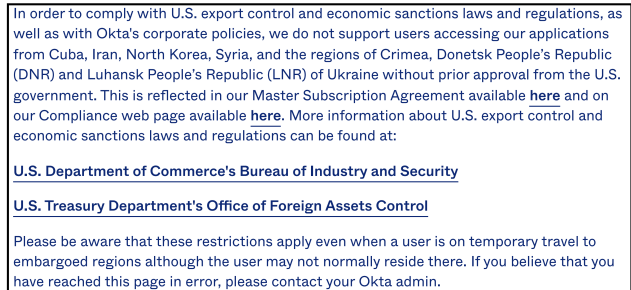 In order to comply with U.S. export control and economic sanctions laws and regulations, as
well as with Okta's corporate policies, we do not support users accessing our applications
from Cuba, Iran, North Korea, Syria, and the regions of Crimea, Donetsk People’s Republic
(DNR) and Luhansk People’s Republic (LNR) of Ukraine without prior approval from the U.S.
government. This is reflected in our Master Subscription Agreement available here and on
our Compliance web page available here. More information about U.S. export control and
economic sanctions laws and regulations can be found at:
U.S. Department of Commerce's Bureau of Industry and Security
U.S. Treasury Department's Office of Foreign Assets Control
Please be aware that these restrictions apply even when a user is on temporary travel to
embargoed regions although the user may not normally reside there. If you believe that you
have reached this page in error, please contact your Okta admin.